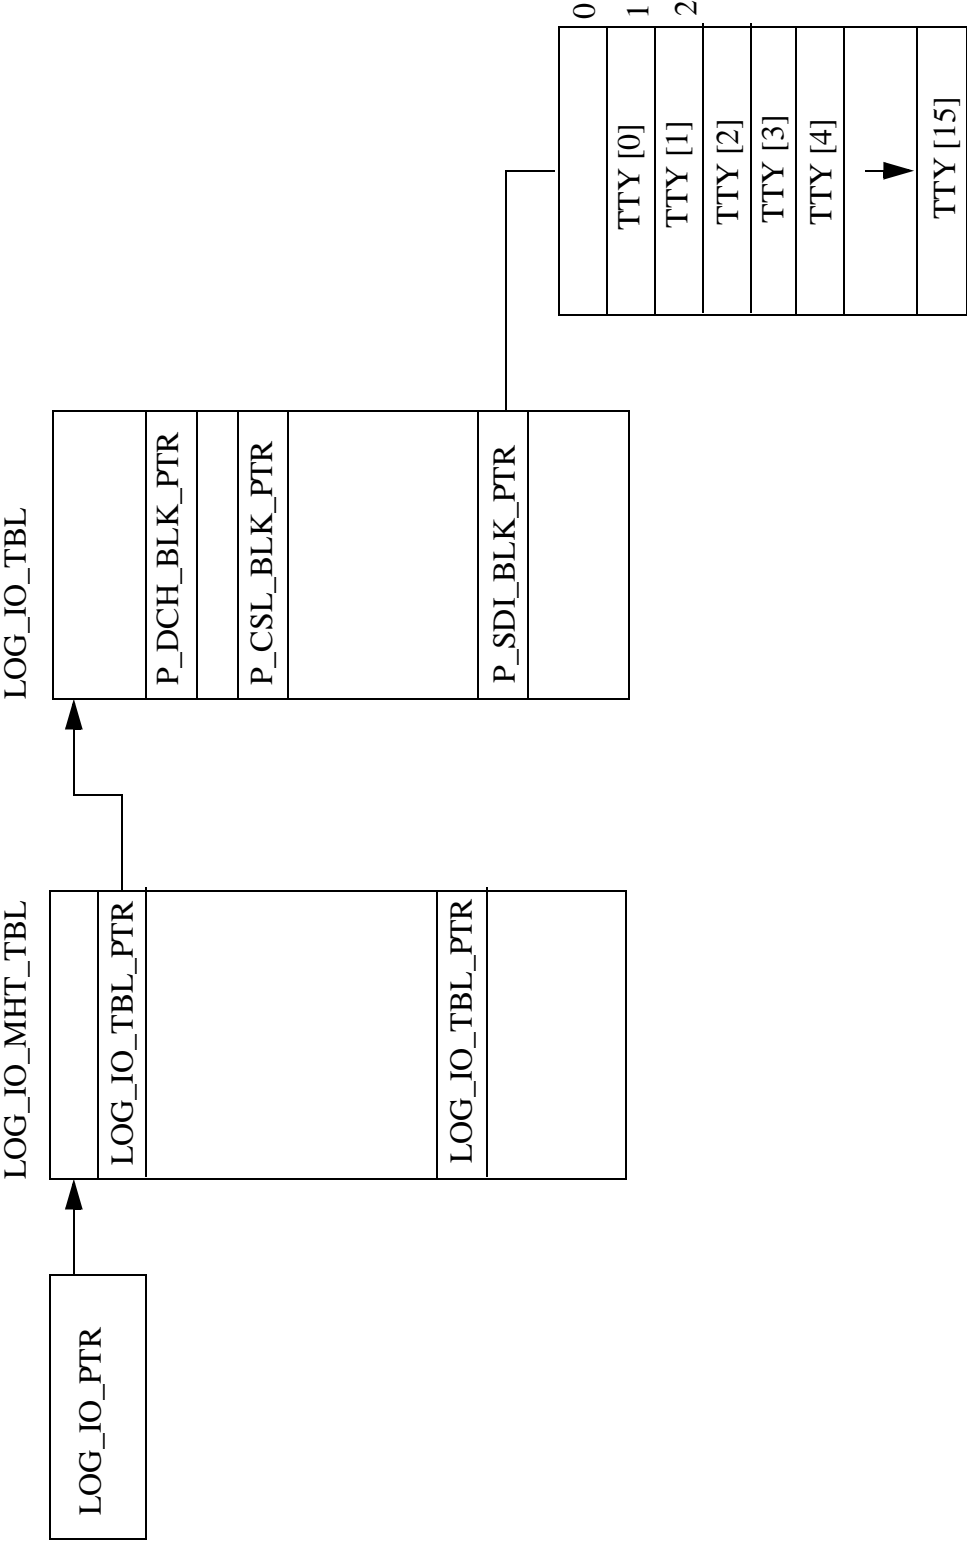 LOG_IO_PTR
LOG_IO_MHT_TBL
LOG_IO_TBL_PTR
LOG_IO_TBL_PTR
LOG_IO_TBL
P_DCH_BLK_PTR
P_CSL_BLK_PTR
P_SDI_BLK_PTR
0
TTY [0] 1
TTY [1] 2
TTY [2]
TTY [3]
TTY [4]
TTY [15]